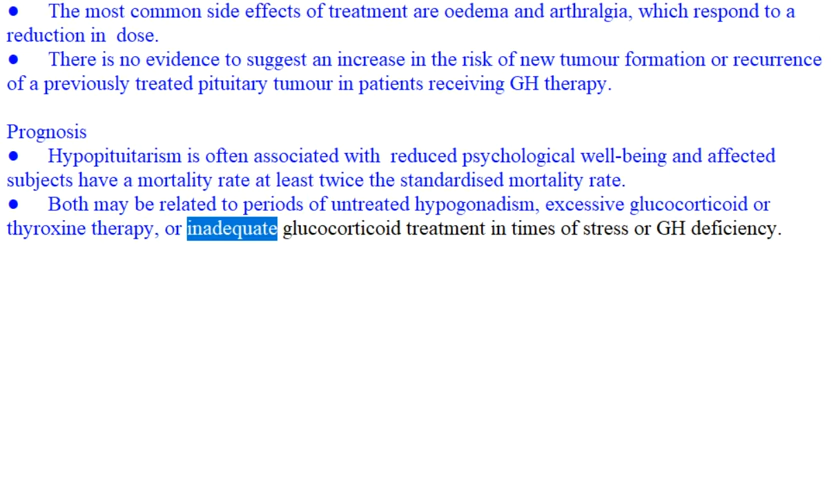 ● The most common side effects of treatment are oedema and arthralgia, which respond to a
reduction in dose.
● There is no evidence to suggest an increase in the risk of new tumour formation or recurrence
of a previously treated pituitary tumour in patients receiving GH therapy.
Prognosis
● Hypopituitarism is often associated with reduced psychological well-being and affected
subjects have a mortality rate at least twice the standardised mortality rate.
● Both may be related to periods of untreated hypogonadism, excessive glucocorticoid or
thyroxine therapy, or inadequate glucocorticoid treatment in times of stress or GH deficiency.